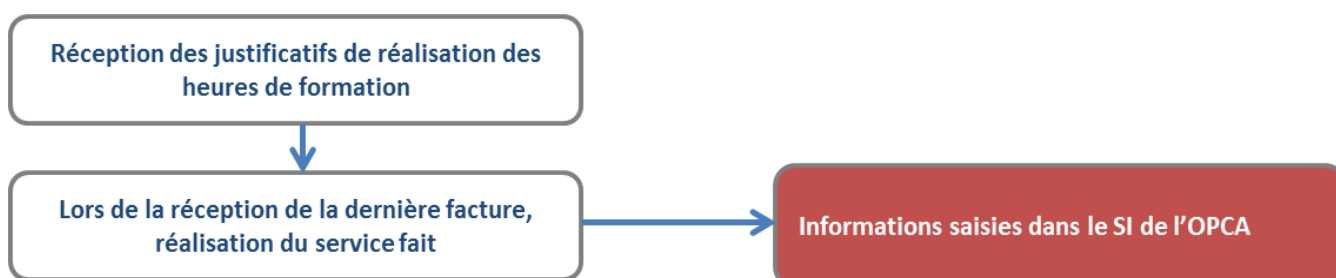 Réception des justificatifs de réalisation des
heures de formation
Lors de la réception de la dernière facture,
réalisation du service fait
Informations saisies dans le SI de l'OPCA